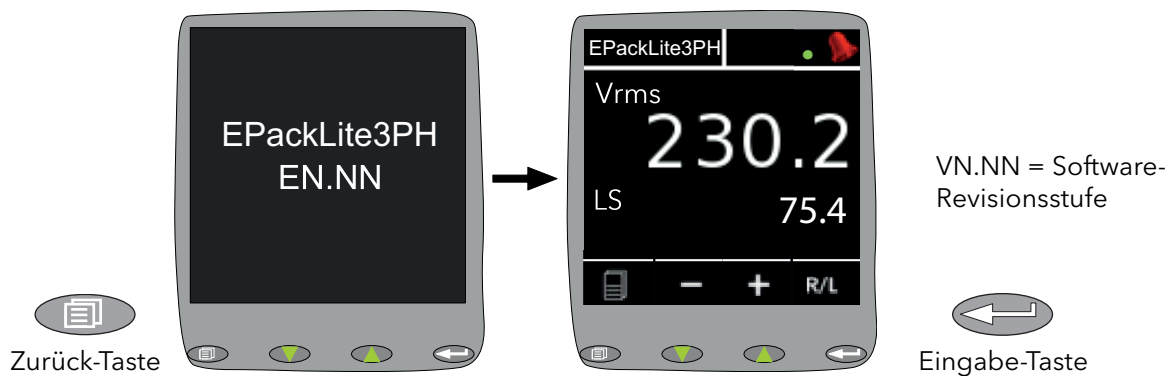 EPackLite3PH
EN.NN
EPackLite3PH
Vrms
230.2
LS
75.4
R/L
VN.NN = Software-
Revisionsstufe
Zurück-Taste
Eingabe-Taste